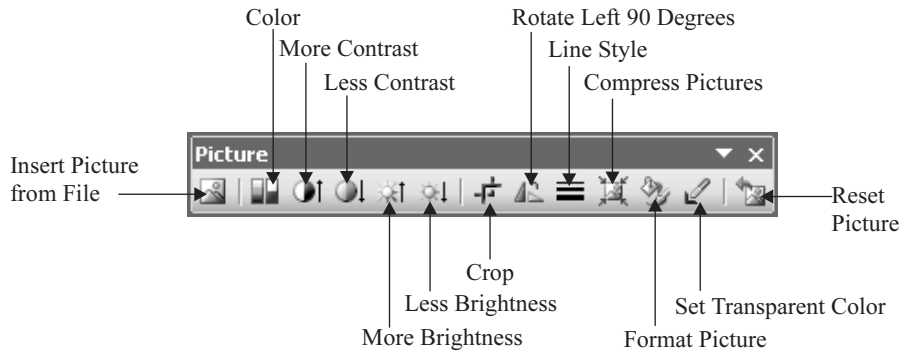 Color
Rotate Left 90 Degrees
More Contrast
Line Style
Less Contrast
Compress Pictures
Picture
Insert Picture
from File
Reset
Picture
Crop
Less Brightness
Set Transparent Color
More Brightness
Format Picture